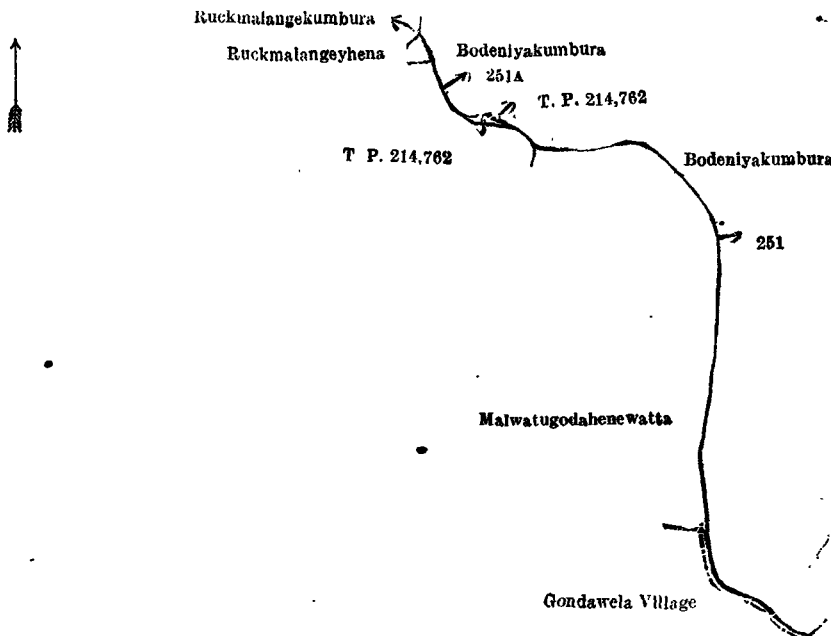 Ruckmalangekumbura
Ruckmalangeyhena
Bodeniyakumbura
251A
T. P. 214,762
T P. 214,762
Bodeniyakumbura
251
Malwatugodahenewatta
Gondawela Village